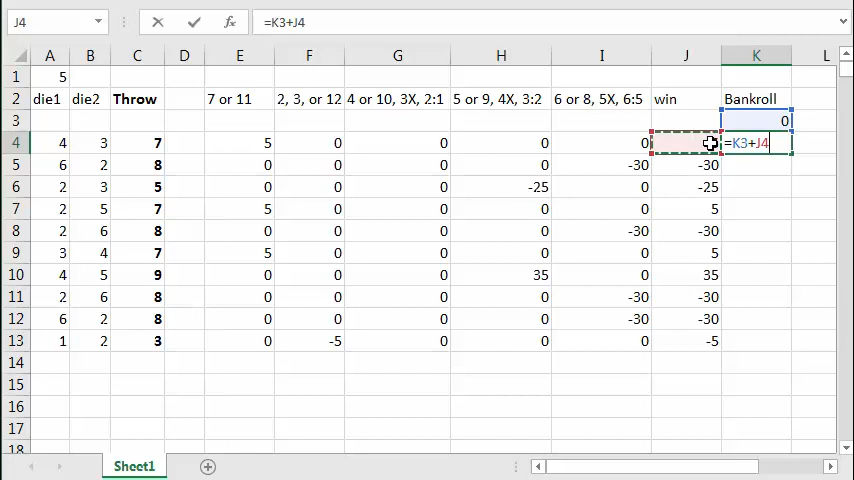 J4 fx =K3+J4
A B C D E F G H I J K L
1 5
2 die1 die2 Throw 7 or 11 2, 3, or 12 4 or 10, 3X, 2:1 5 or 9, 4X, 3:2 6 or 8, 5X, 6:5 win Bankroll
3 0
4 4 3 7 5 0 0 0 0 =K3+J4
5 6 2 8 0 0 0 0 -30 -30
6 2 3 5 0 0 0 -25 0 -25
7 2 5 7 5 0 0 0 0 5
8 2 6 8 0 0 0 0 -30 -30
9 3 4 7 5 0 0 0 0 5
10 4 5 9 0 0 0 35 0 35
11 2 6 8 0 0 0 0 -30 -30
12 6 2 8 0 0 0 0 -30 -30
13 1 2 3 0 -5 0 0 0 -5
14
15
16
17
18
Sheet1